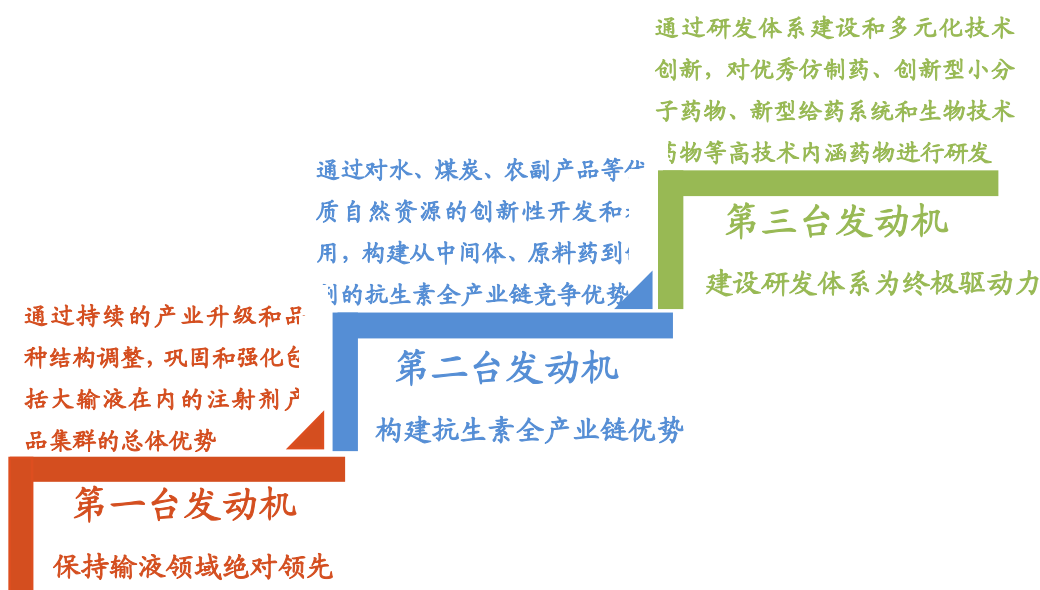 通过研发体系建设和多元化技术
创新，对优秀仿制药、创新型小分
子药物、新型给药系统和生物技术
药物等高技术内涵药物进行研发
第三台发动机
建设研发体系为终极驱动力
通过对水、煤炭、农副产品等
质自然资源的创新性开发和
用，构建从中间体、原料药到
剂的抗生素全产业链竞争优势
第二台发动机
构建抗生素全产业链优势
通过持续的产业升级和品
种结构调整，巩固和强化包
括大输液在内的注射剂产
品集群的总体优势
第一台发动机
保持输液领域绝对领先